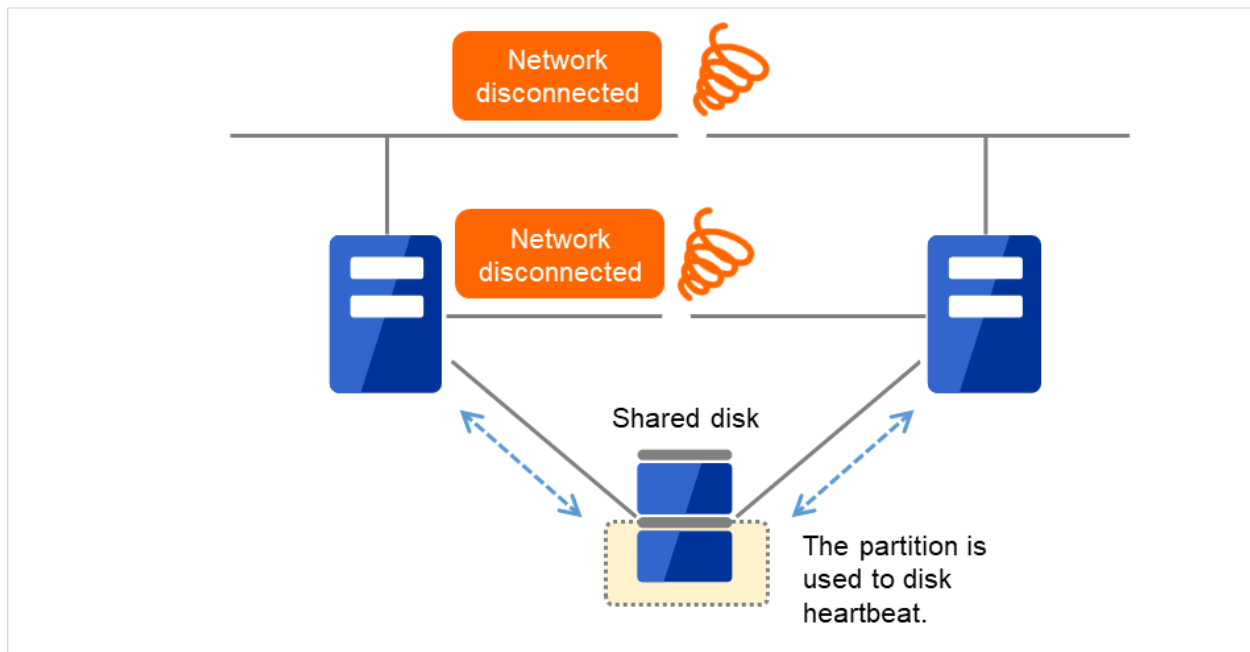 Network
disconnected
Network
disconnected
Shared disk
The partition is
used to disk
heartbeat.